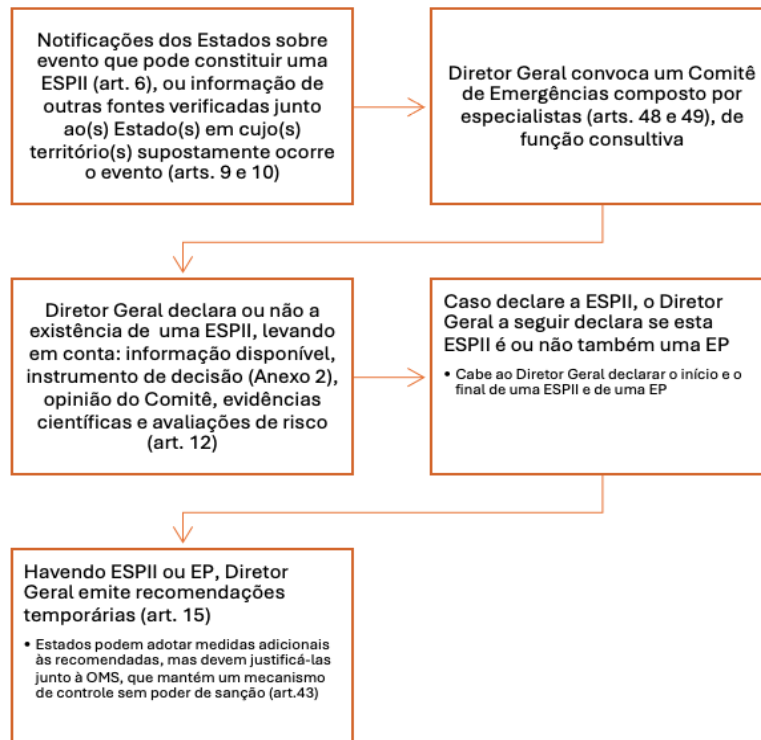 Notificações dos Estados sobre
evento que pode constituir uma
ESPII (art. 6), ou informação de
outras fontes verificadas junto
ao(s) Estado(s) em cujo(s)
território(s) supostamente ocorre
o evento (arts. 9 e 10)
Diretor Geral convoca um Comitê
de Emergências composto por
especialistas (arts. 48 e 49), de
função consultiva
Diretor Geral declara ou não a
existência de uma ESPII, levando
em conta: informação disponível,
instrumento de decisão (Anexo 2),
opinião do Comitê, evidências
científicas e avaliações de risco
(art. 12)
Caso declare a ESPII, o Diretor
Geral a seguir declara se esta
ESPII é ou não também uma EP
• Cabe ao Diretor Geral declarar o início e o
final de uma ESPII e de uma EP
Havendo ESPII ou EP, Diretor
Geral emite recomendações
temporárias (art. 15)
• Estados podem adotar medidas adicionais
às recomendadas, mas devem justificá-las
junto à OMS, que mantém um mecanismo
de controle sem poder de sanção (art.43)